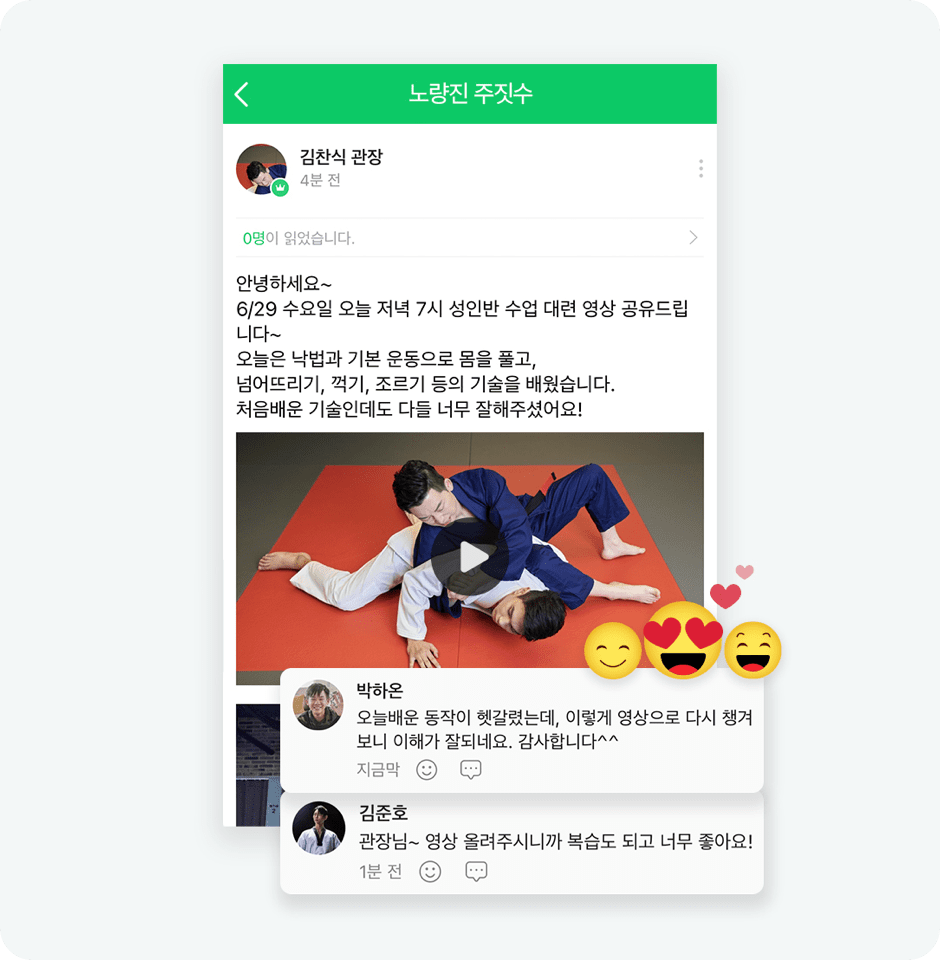 노량진 주짓수
김찬식 관장
4분 전
0명이 읽었습니다.
안녕하세요~
6/29 수요일 오늘 저녁 7시 성인반 수업 대련 영상 공유드립
니다~
오늘은 낙법과 기본 운동으로 몸을 풀고,
넘어뜨리기, 꺽기, 조르기 등의 기술을 배웠습니다.
처음배운 기술인데도 다들 너무 잘해주셨어요!
박하온
오늘배운 동작이 헷갈렸는데, 이렇게 영상으로 다시 챙겨
보니 이해가 잘되네요. 감사합니다^^
지금막
김준호
관장님~ 영상 올려주시니까 복습도 되고 너무 좋아요!
1분 전